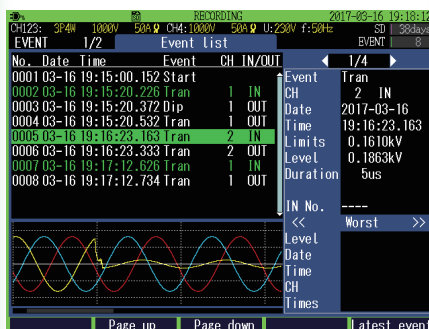 RECORDING 2017-03-16 19:18:12
CH123: 3P4W 1000V 50A CH4:1000V 50A U:230V f:50Hz SD 38days
EVENT 1/2 Event list EVENT 8
No. Date Time Event CH IN/OUT
0001 03-16 19:15:00.152 Start
0002 03-16 19:15:20.226 Tran 1 IN
0003 03-16 19:15:20.372 Dip 1 OUT
0004 03-16 19:15:20.532 Tran 1 OUT
0005 03-16 19:16:23.163 Tran 2 IN
0006 03-16 19:16:23.333 Tran 2 OUT
0007 03-16 19:17:12.626 Tran 1 IN
0008 03-16 19:17:12.734 Tran 1 OUT
1/4
Event Tran
CH 2 IN
Date 2017-03-16
Time 19:16:23.163
Limits 0.1610kV
Level 0.1863kV
Duration 5us
IN No. ----
<< Worst >>
Level
Date
Time
CH
Times
Page up Page down Latest event